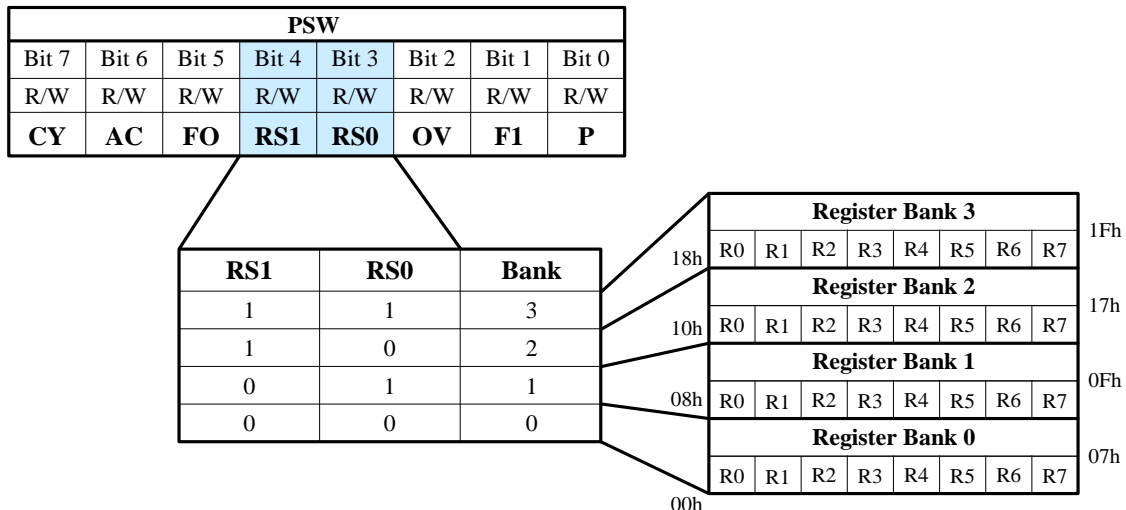 PSW
Bit 7 Bit 6 Bit 5 Bit 4 Bit 3 Bit 2 Bit 1 Bit 0
R/W R/W R/W R/W R/W R/W R/W R/W
CY AC FO RS1 RS0 OV F1 P
RS1 RS0 Bank
1 1 3
1 0 2
0 1 1
0 0 0
Register Bank 3
1Fh
18h R0 R1 R2 R3 R4 R5 R6 R7
Register Bank 2
17h
10h R0 R1 R2 R3 R4 R5 R6 R7
Register Bank 1
0Fh
08h R0 R1 R2 R3 R4 R5 R6 R7
Register Bank 0
07h
R0 R1 R2 R3 R4 R5 R6 R7
00h